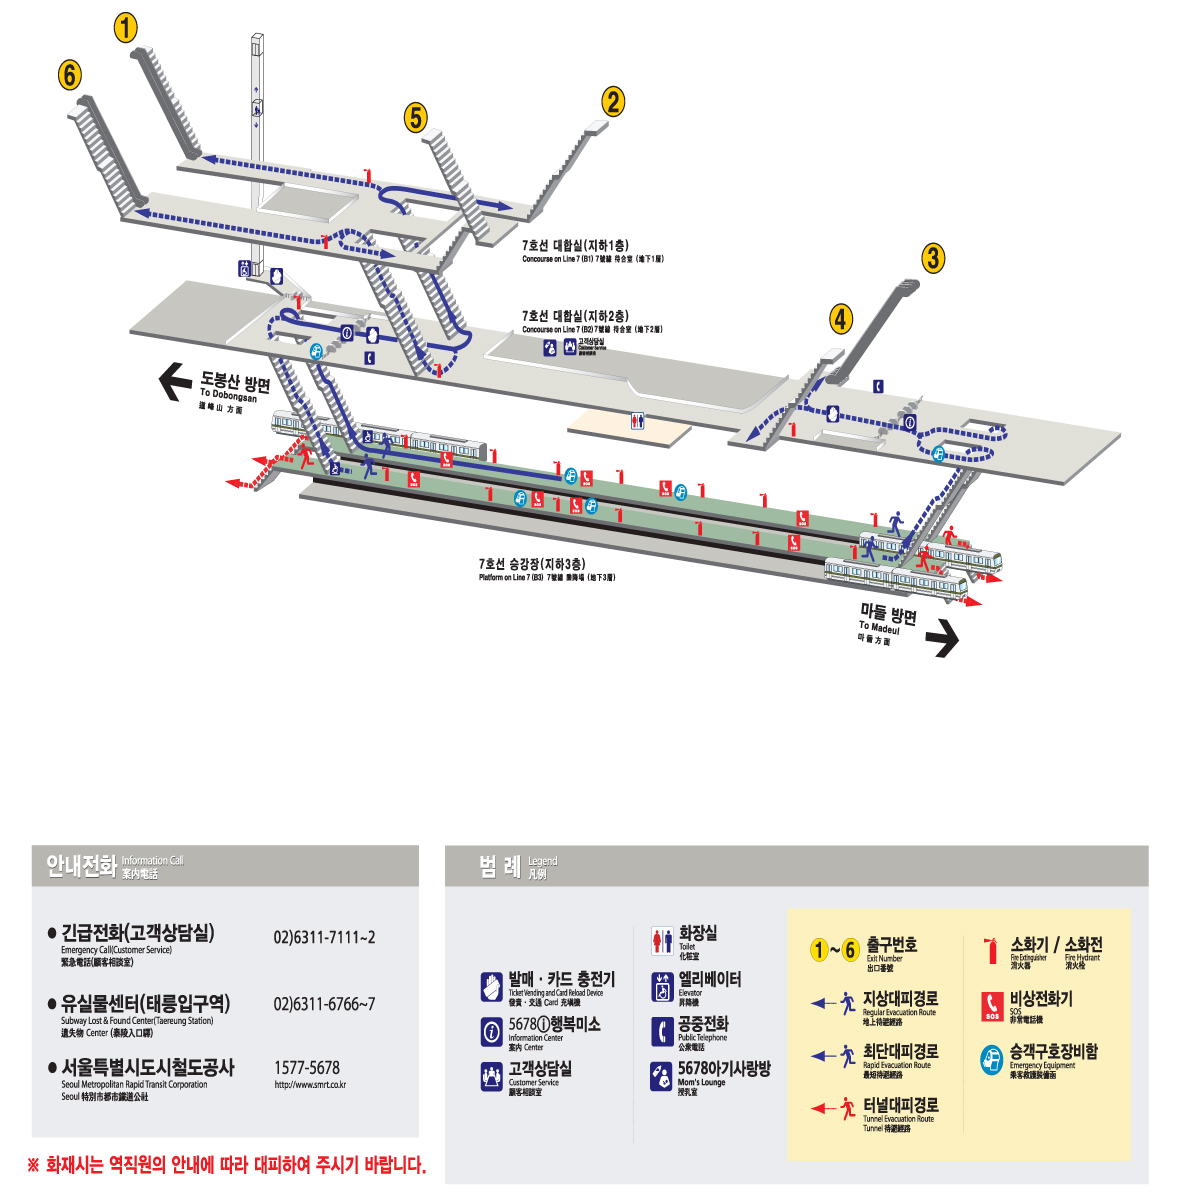 1
6
5
2
7호선 대합실(지하1층)
Concourse on Line 7 (B1) 7號線 待合室 (地下1層)
3
7호선 대합실(지하2층)
Concourse on Line 7 (B2) 7號線 待合室 (地下2層)
고객상담실
Customer Service
顧客相談室
4
도봉산 방면
To Dobongsan
道峰山 方面
SOS
SOS
SOS
SOS
SOS
SOS
SOS
SOS
7호선 승강장(지하3층)
Platform on Line 7 (B3) 7號線 乘降場 (地下3層)
마들 방면
To Madeul
마들方面
안내전화 Information Call
案内電話
● 긴급전화(고객상담실) 02)6311-7111~2
Emergency Call(Customer Service)
緊急電話(顧客相談室)
● 유실물센터(태릉입구역) 02)6311-6766~7
Subway Lost & Found Center(Taereung Station)
遺失物 Center (泰陵入口驛)
● 서울특별시도시철도공사 1577-5678
Seoul Metropolitan Rapid Transit Corporation http://www.smrt.co.kr
Seoul 特別市都市鐵道公社
※ 화재시는 역직원의 안내에 따라 대피하여 주시기 바랍니다.
범 례 Legend
凡例
발매 · 카드 충전기
Ticket Vending and Card Reload Device
發賣 · 交通 Card 充塡機
5678ⓘ행복미소
Information Center
案内 Center
고객상담실
Customer Service
顧客相談室
화장실
Toilet
化粧室
엘리베이터
Elevator
昇降機
공중전화
Public Telephone
公衆電話
5678아기사랑방
Mom's Lounge
授乳室
1~6 출구번호
Exit Number
出口番號
지상대피경로
Regular Evacuation Route
地上待避經路
최단대피경로
Rapid Evacuation Route
最短待避經路
터널대피경로
Tunnel Evacuation Route
Tunnel 待避經路
소화기 / 소화전
Fire Extinguisher Fire Hydrant
消火器 消火栓
SOS
비상전화기
SOS
非常電話機
승객구호장비함
Emergency Equipment
乘客救護裝備函